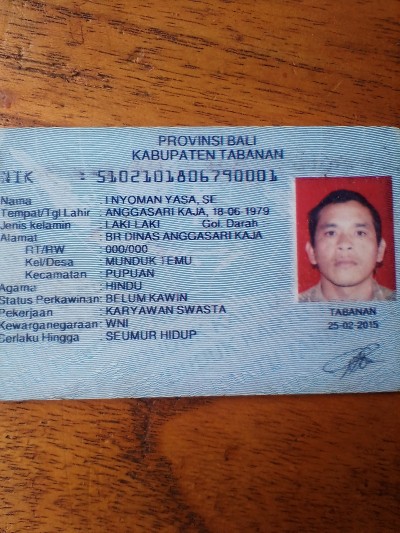 PROVINSI BALI
KABUPATEN TABANAN
NIK : 5102101806790001
Nama : I NYOMAN YASA, SE
Tempat/Tgl Lahir : ANGGASARI KAJA, 18-06-1979
Jenis kelamin : LAKI-LAKI Gol. Darah
Alamat : BR DINAS ANGGASARI KAJA
RT/RW : 000/000
Kel/Desa : MUNDUK TEMU
Kecamatan : PUPUAN
Agama : HINDU
Status Perkawinan: BELUM KAWIN
Pekerjaan : KARYAWAN SWASTA
Kewarganegaraan: WNI
Berlaku Hingga : SEUMUR HIDUP
TABANAN
25-02-2015